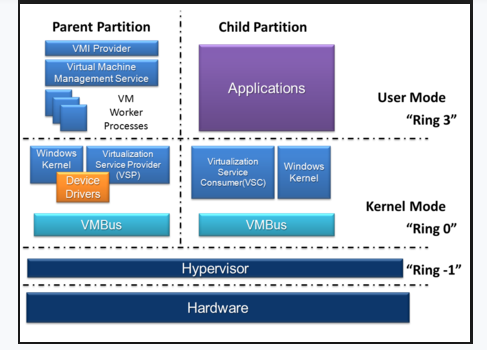 Parent Partition
Child Partition
VMI Provider
Virtual Machine
Management Service
VM
Worker
Processes
Applications
User Mode
"Ring 3"
Windows
Kernel
Virtualization
Service Provider
(VSP)
Device
Drivers
Virtualization
Service
Consumer(VSC)
Windows
Kernel
Kernel Mode
"Ring 0"
VMBus
VMBus
Hypervisor
"Ring -1"
Hardware